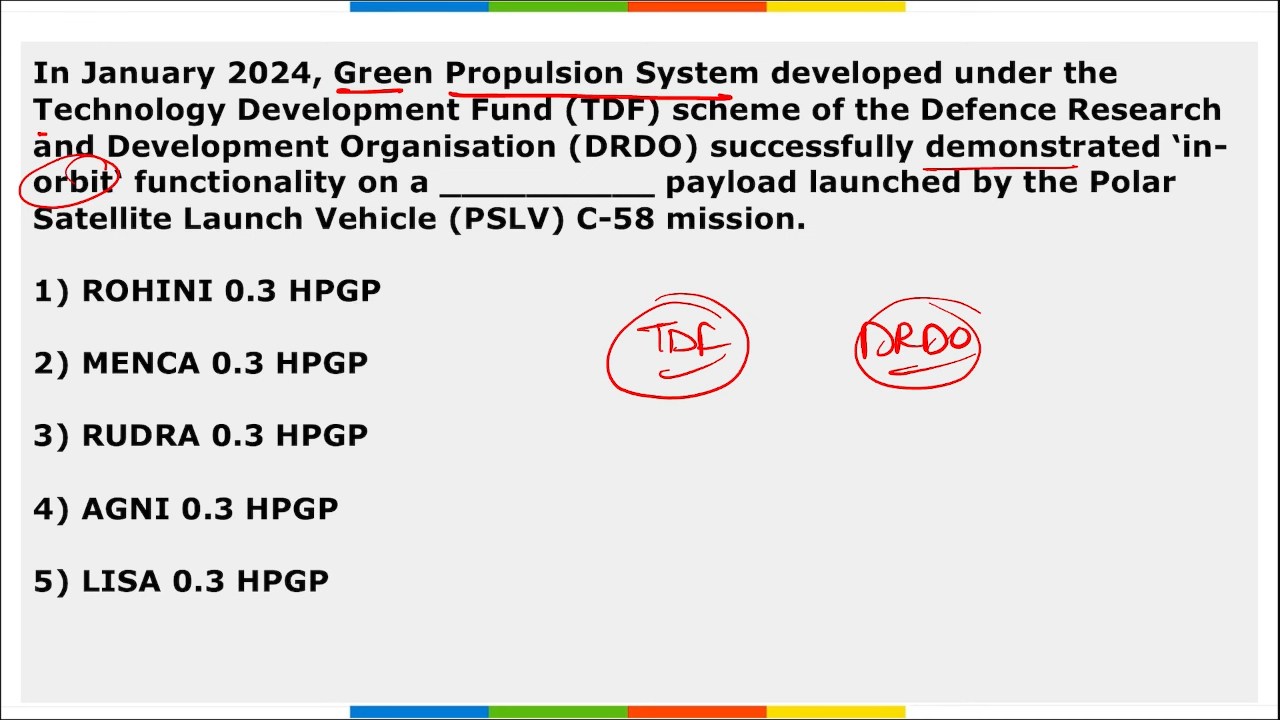 In January 2024, Green Propulsion System developed under the
Technology Development Fund (TDF) scheme of the Defence Research
and Development Organisation (DRDO) successfully demonstrated ‘in-
orbit’ functionality on a ____________ payload launched by the Polar
Satellite Launch Vehicle (PSLV) C-58 mission.
1) ROHINI 0.3 HPGP
TDF DRDO
2) MENCA 0.3 HPGP
3) RUDRA 0.3 HPGP
4) AGNI 0.3 HPGP
5) LISA 0.3 HPGP